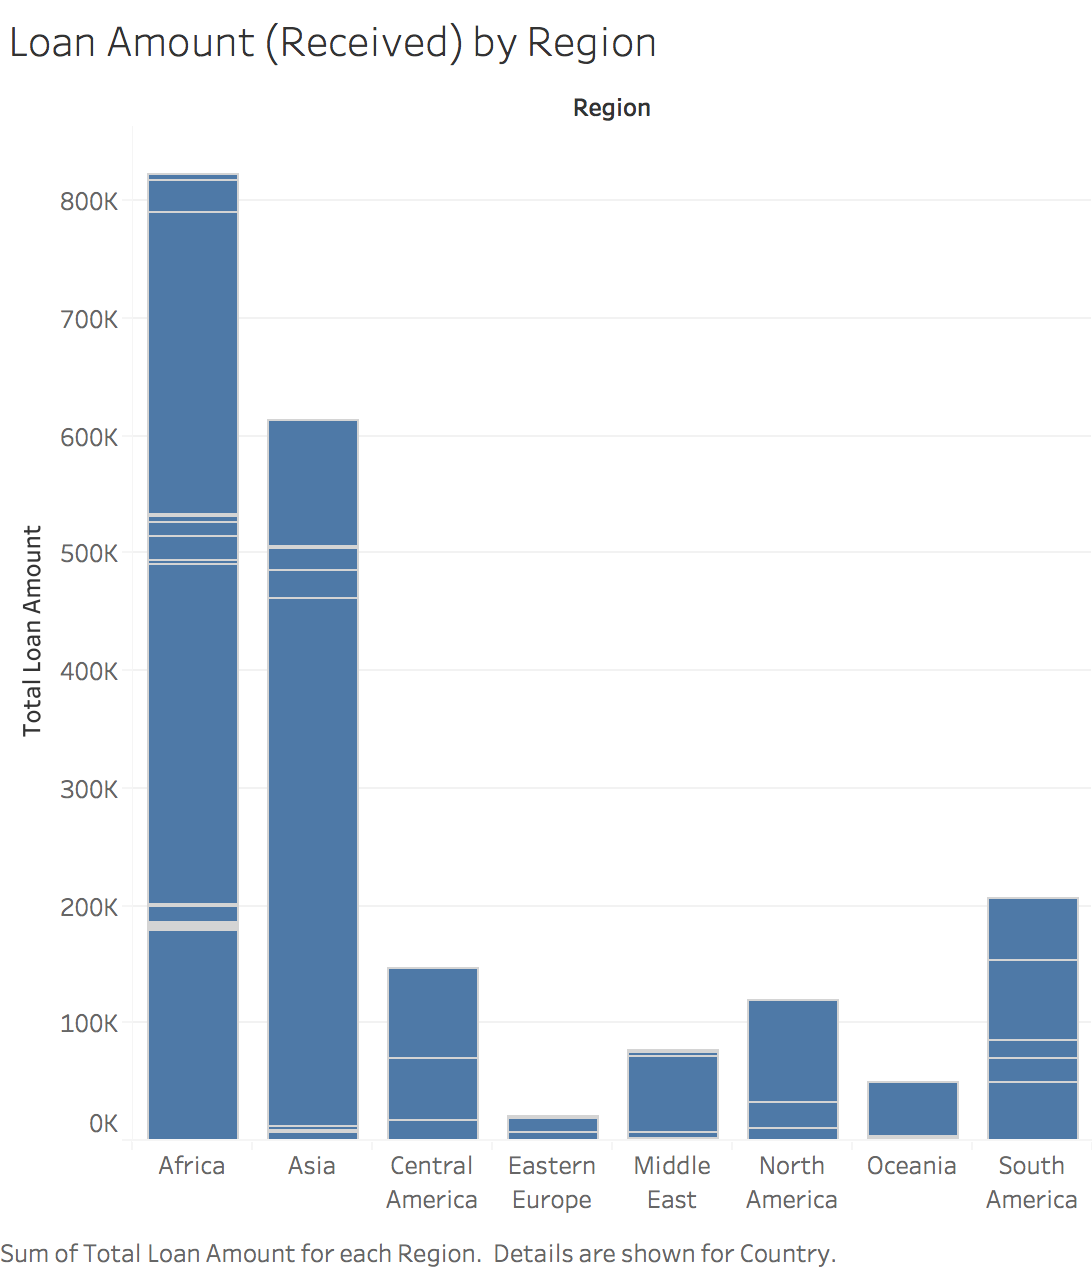 Loan Amount (Received) by Region
Region
Total Loan Amount
800K
700K
600K
500K
400K
300K
200K
100K
0K
Africa
Asia
Central
America
Eastern
Europe
Middle
East
North
America
Oceania
South
America
Sum of Total Loan Amount for each Region.  Details are shown for Country.